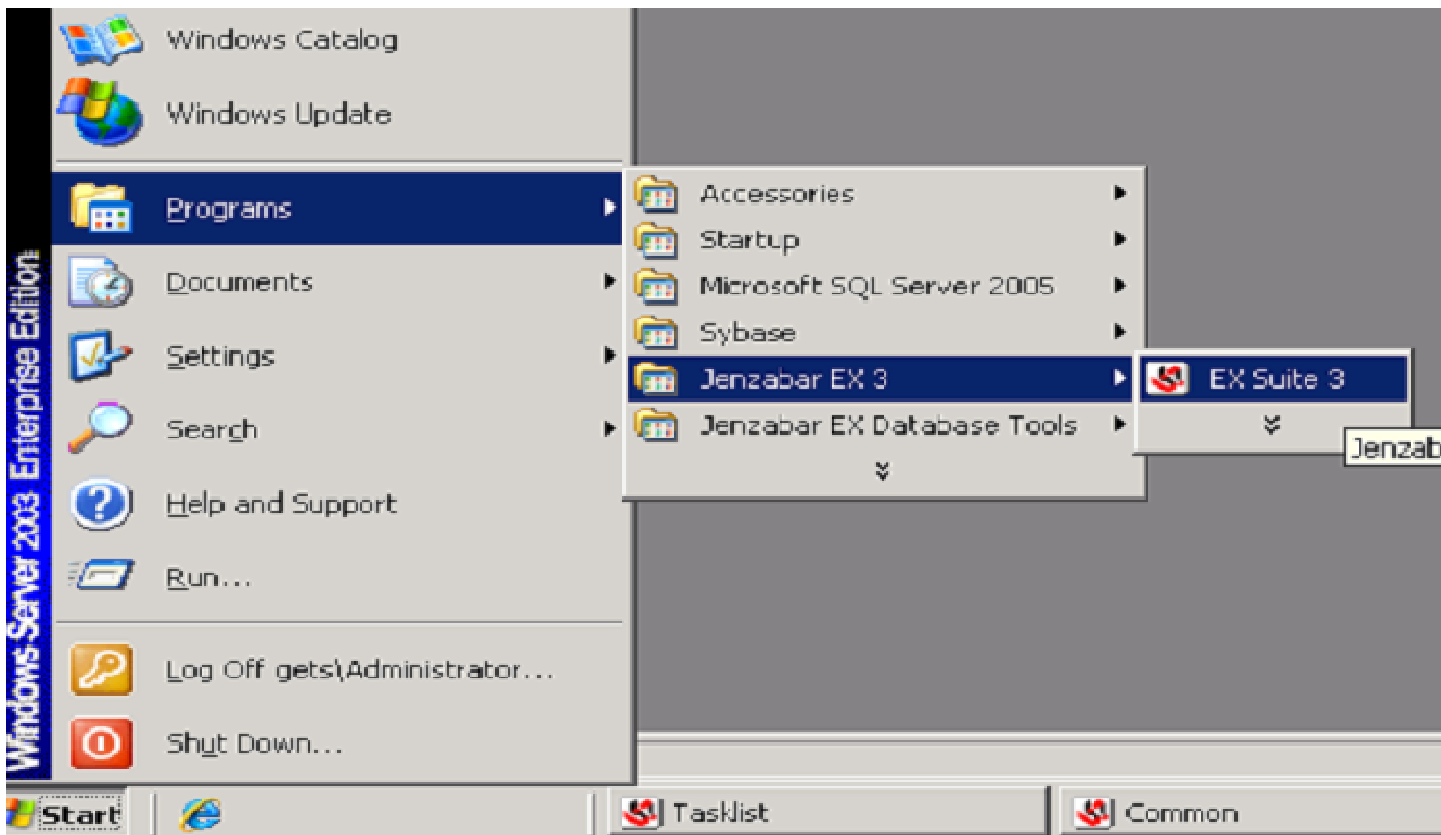 Windows Catalog
Windows Update
Programs
Documents
Settings
Search
Help and Support
Run...
Log Off gets\Administrator...
Shut Down...
Windows Server 2003 Enterprise Edition
Accessories
Startup
Microsoft SQL Server 2005
Sybase
Jenzabar EX 3
Jenzabar EX Database Tools
EX Suite 3
Jenzab
Start
Tasklist
Common